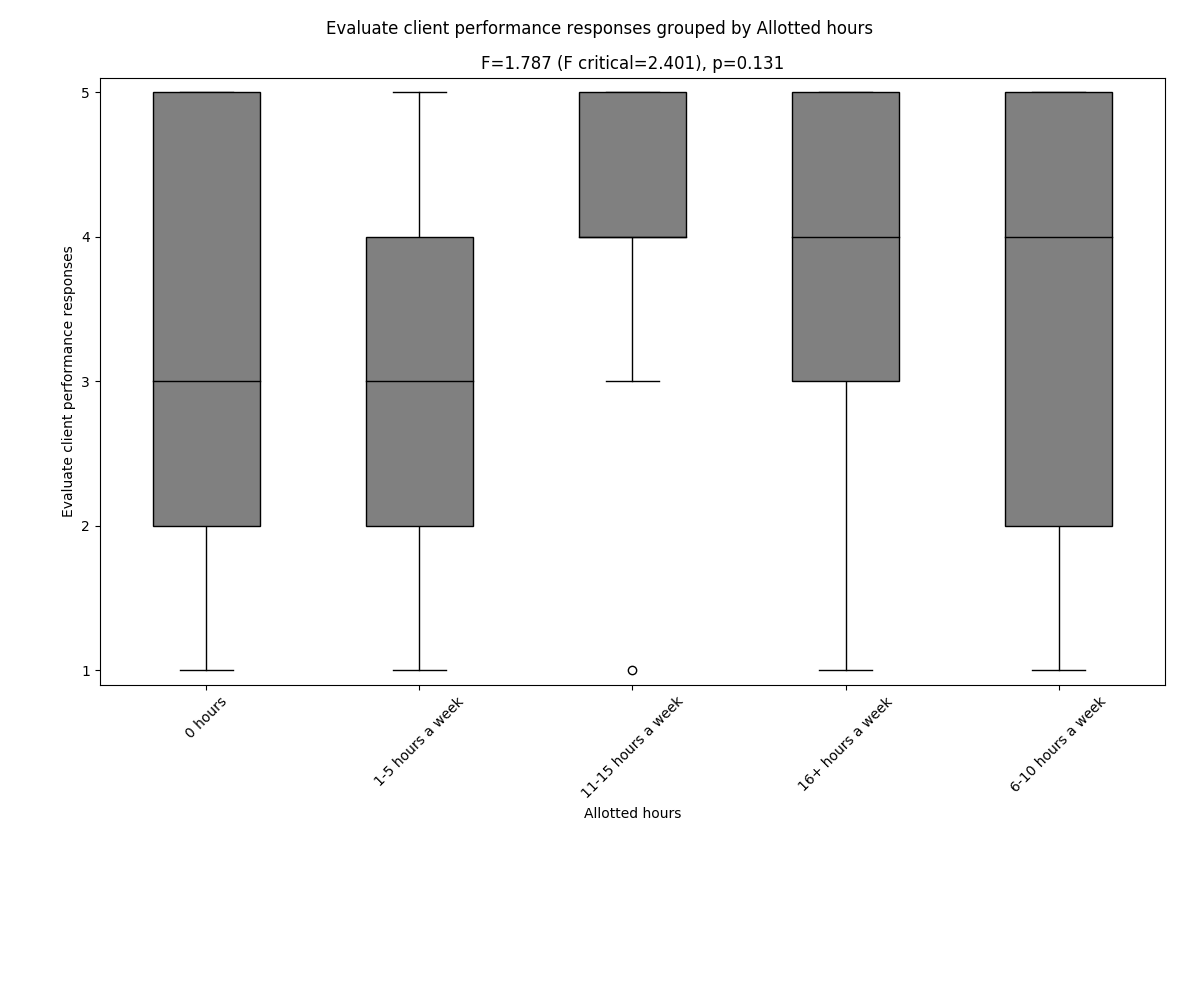 Evaluate client performance responses grouped by Allotted hours
F=1.787 (F critical=2.401), p=0.131
Evaluate client performance responses
5
4
3
2
1
0 hours
1-5 hours a week
11-15 hours a week
16+ hours a week
6-10 hours a week
Allotted hours